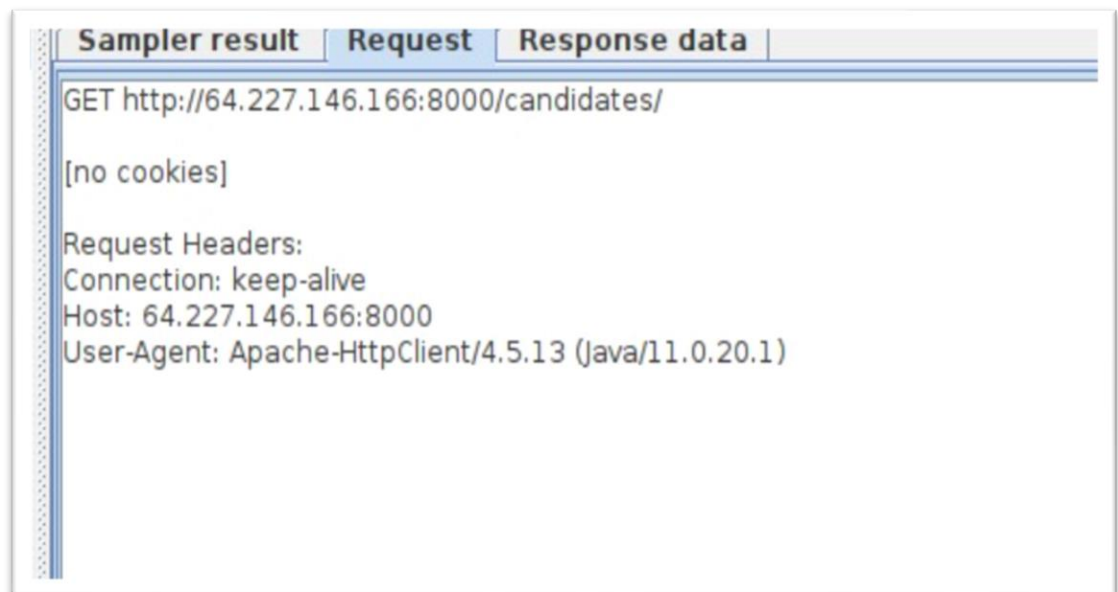 Sampler result Request Response data
GET http://64.227.146.166:8000/candidates/
[no cookies]
Request Headers:
Connection: keep-alive
Host: 64.227.146.166:8000
User-Agent: Apache-HttpClient/4.5.13 (Java/11.0.20.1)